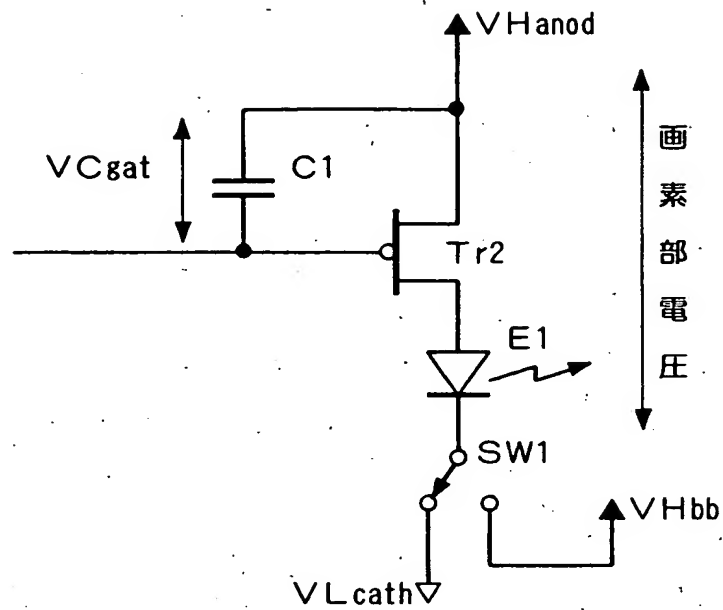 VHanod
VCgat
C1
Tr2
画素部電圧
E1
SW1
VHbb
VLcath